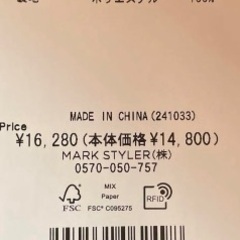 MADE IN CHINA (241033)
Price
¥16,280(本体価格¥14,800)
MARK STYLER(株)
0570-050-757
MIX
Paper
FSC
FSC® C095275
RFID